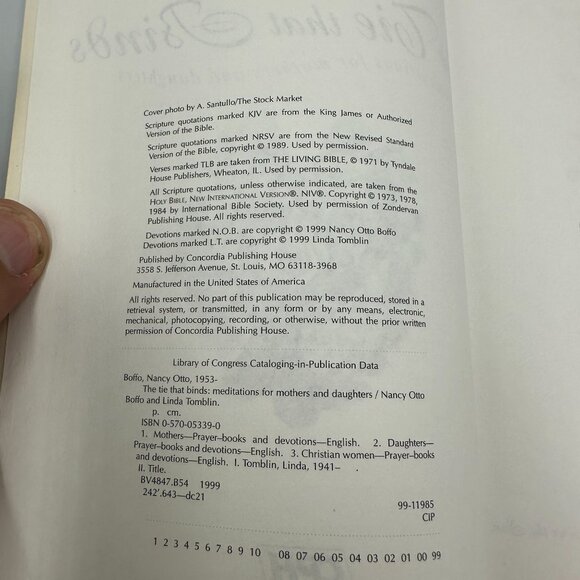 Cover photo by A. Santullo/The Stock Market
Scripture quotations marked KJV are from the King James or Authorized
Version of the Bible.
Scripture quotations marked NRSV are from the New Revised Standard
Version of the Bible, copyright © 1989. Used by permission.
Verses marked TLB are taken from THE LIVING BIBLE, © 1971 by Tyndale
House Publishers, Wheaton, IL. Used by permission.
All Scripture quotations, unless otherwise indicated, are taken from the
HOLY BIBLE, NEW INTERNATIONAL VERSION®. NIV®. Copyright © 1973, 1978,
1984 by International Bible Society. Used by permission of Zondervan
Publishing House. All rights reserved.
Devotions marked N.O.B. are copyright © 1999 Nancy Otto Boffo
Devotions marked L.T. are copyright © 1999 Linda Tomblin
Published by Concordia Publishing House
3558 S. Jefferson Avenue, St. Louis, MO 63118-3968
Manufactured in the United States of America
All rights reserved. No part of this publication may be reproduced, stored in a
retrieval system, or transmitted, in any form or by any means, electronic,
mechanical, photocopying, recording, or otherwise, without the prior written
permission of Concordia Publishing House.
Library of Congress Cataloging-in-Publication Data
Boffo, Nancy Otto, 1953-
The tie that binds: meditations for mothers and daughters / Nancy Otto
Boffo and Linda Tomblin.
p. cm.
ISBN 0-570-05339-0
1. Mothers—Prayer-books and devotions—English. 2. Daughters—
Prayer-books and devotions—English. 3. Christian women—Prayer-books
and devotions—English. I. Tomblin, Linda, 1941– .
II. Title.
BV4847.B54 1999
242'.643—dc21
99-11985
CIP
1 2 3 4 5 6 7 8 9 10 08 07 06 05 04 03 02 01 00 99